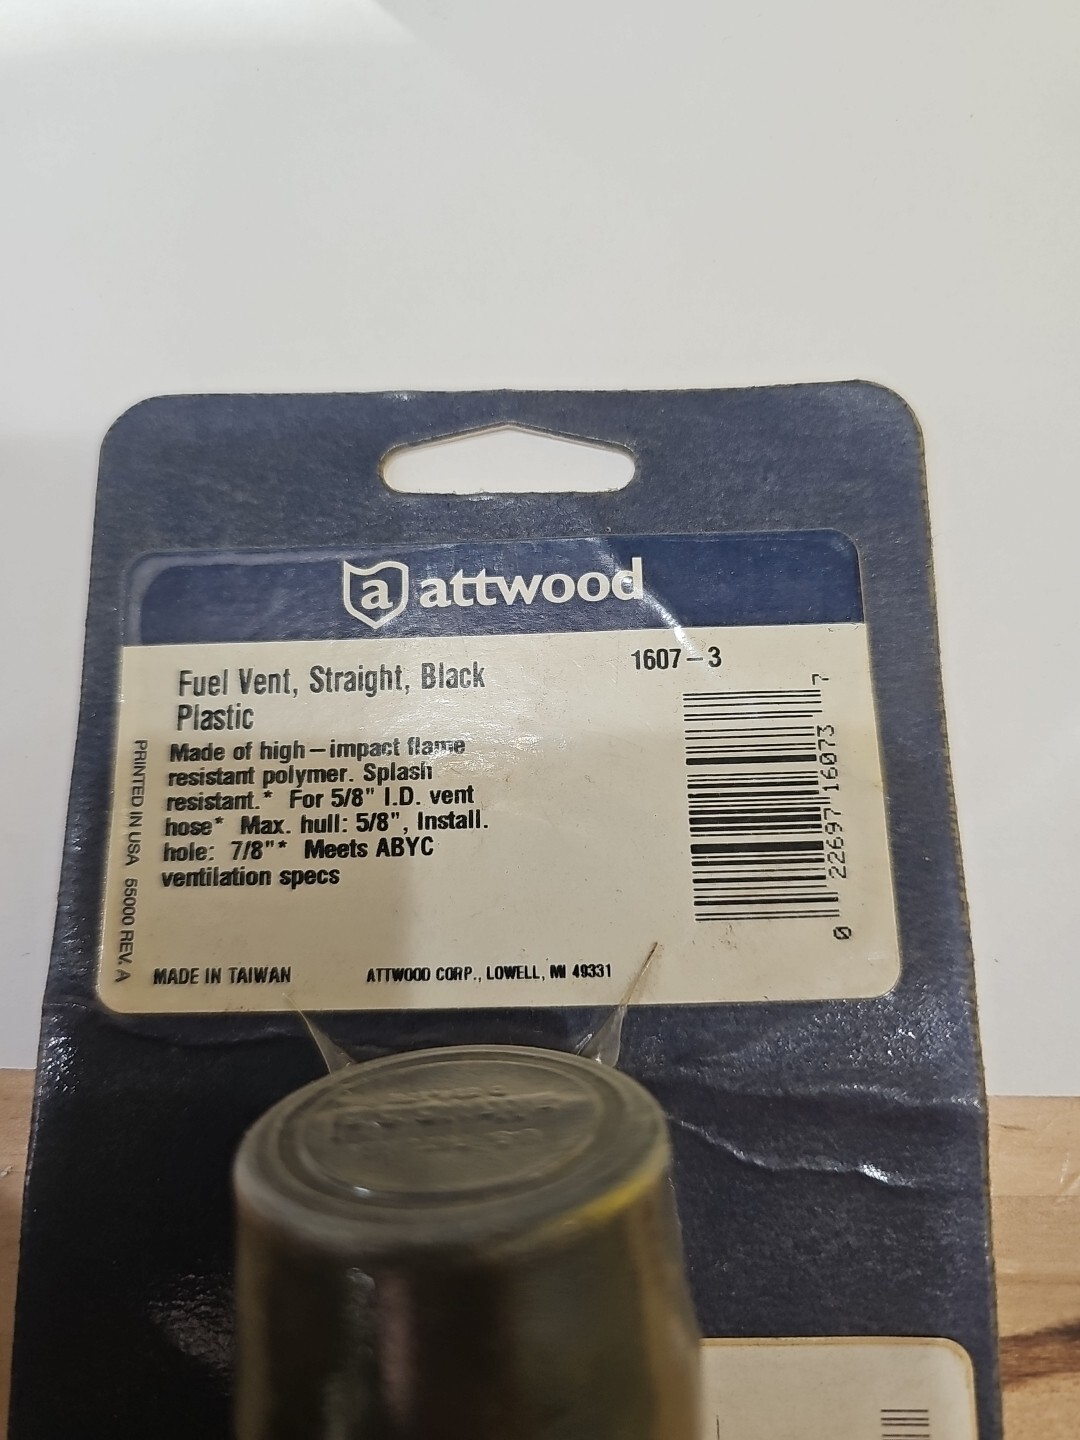 a attwood
Fuel Vent, Straight, Black
Plastic
1607-3
Made of high-impact flame
resistant polymer. Splash
resistant.* For 5/8" I.D. vent
hose* Max. hull: 5/8", Install.
hole: 7/8"* Meets ABYC
ventilation specs
MADE IN TAIWAN
ATTWOOD CORP., LOWELL, MI 49331
PRINTED IN USA 55000 REV. A
0 22697 16073 7